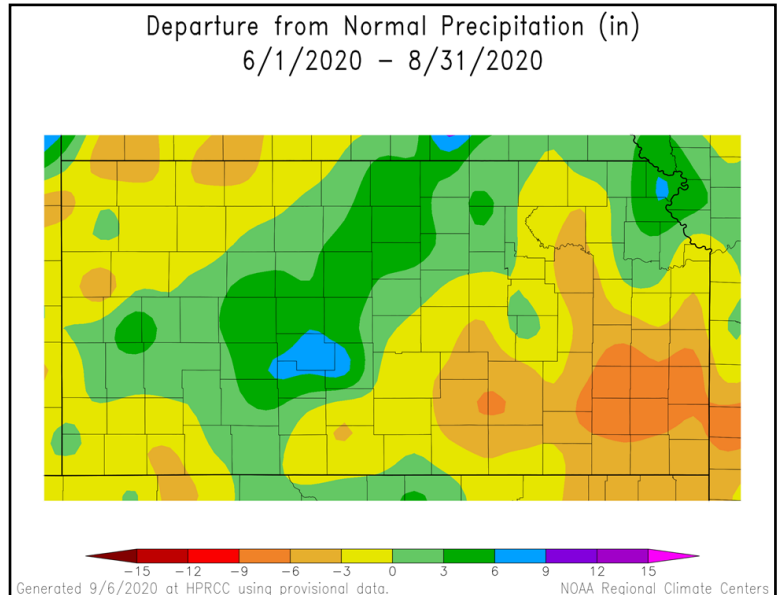 Departure from Normal Precipitation (in)
6/1/2020 – 8/31/2020
-15 -12 -9 -6 -3 0 3 6 9 12 15
Generated 9/6/2020 at HPRCC using provisional data. NOAA Regional Climate Centers